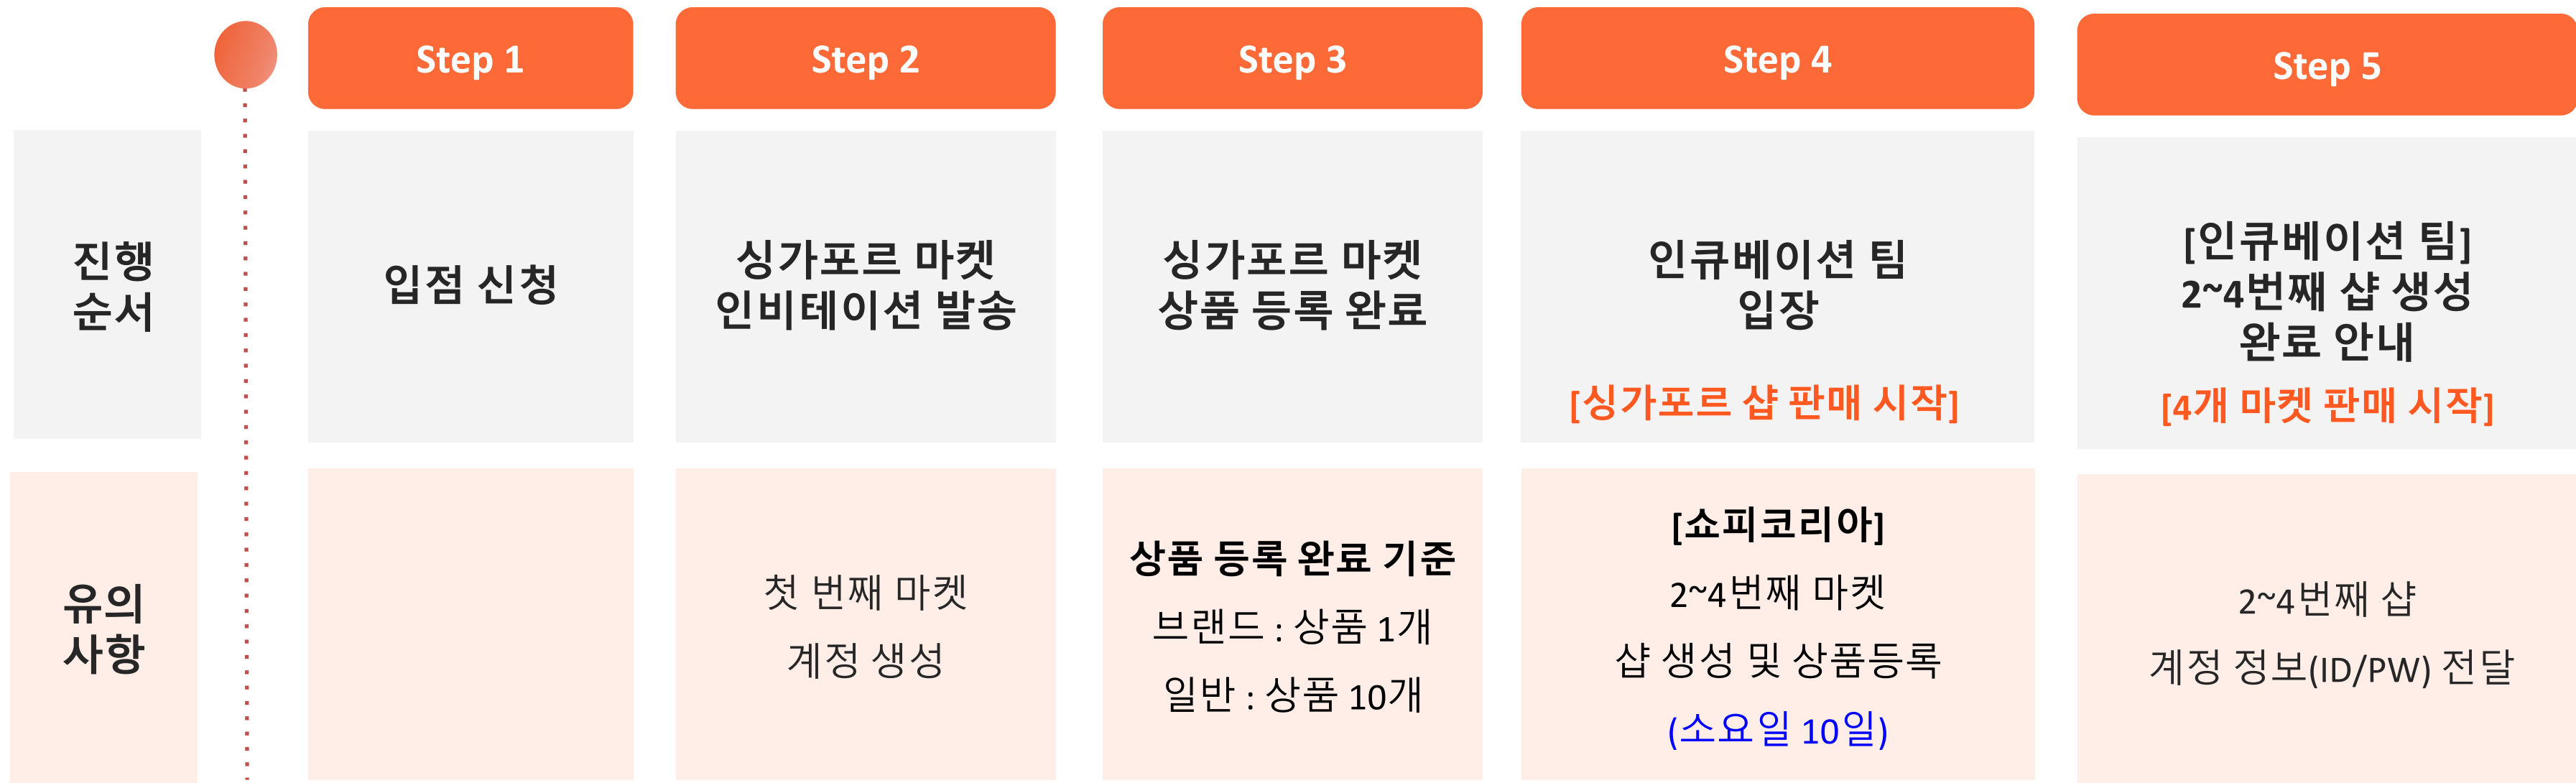 Step 1
Step 2
Step 3
Step 4
Step 5
진행
순서
입점 신청
싱가포르 마켓
인비테이션 발송
싱가포르 마켓
상품 등록 완료
인큐베이션 팀
입장
[싱가포르 샵 판매 시작]
[인큐베이션 팀]
2~4번째 샵 생성
완료 안내
[4개 마켓 판매 시작]
유의
사항
첫 번째 마켓
계정 생성
상품 등록 완료 기준
브랜드 : 상품 1개
일반 : 상품 10개
[쇼피코리아]
2~4번째 마켓
샵 생성 및 상품등록
(소요일 10일)
2~4번째 샵
계정 정보(ID/PW) 전달